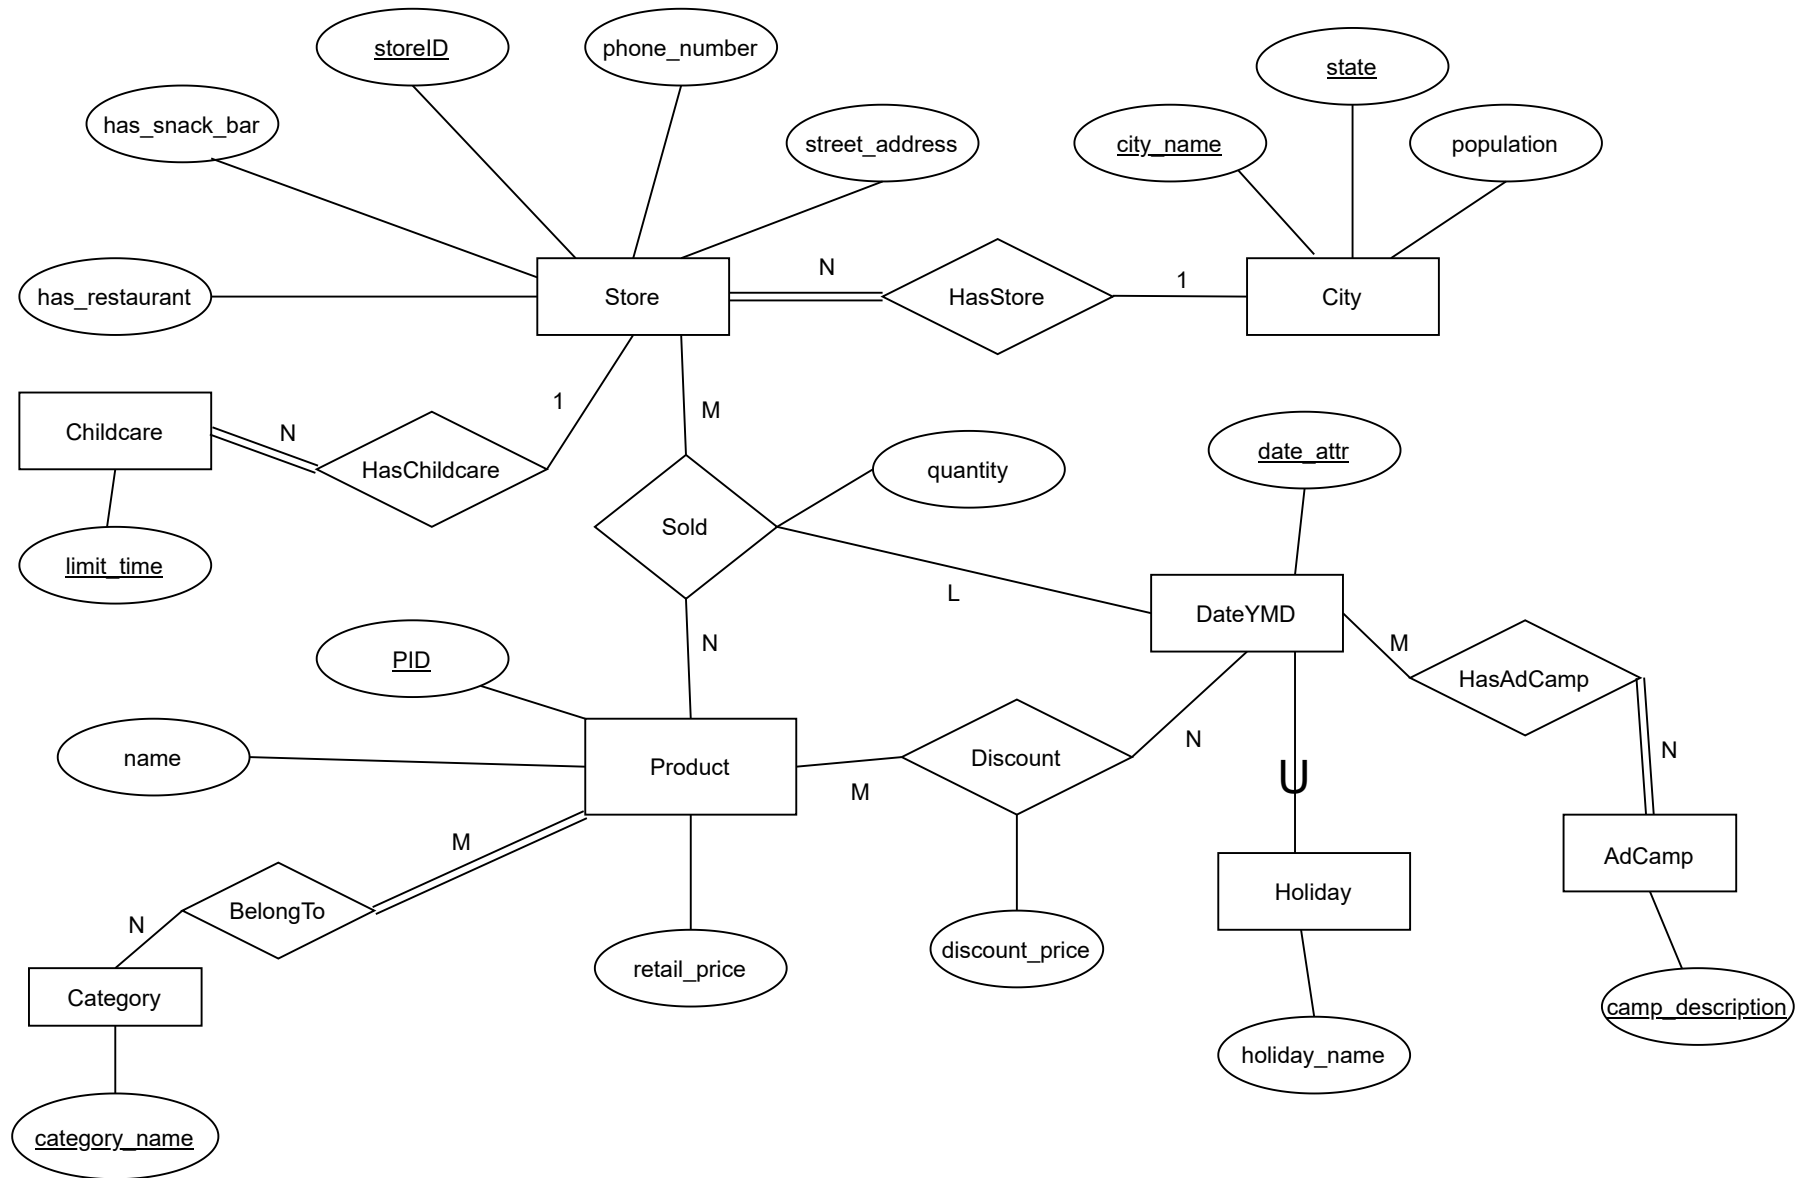 storeID
phone_number
state
has_snack_bar
street_address
city_name
population
has_restaurant
Store
N
HasStore
1
City
Childcare
N
HasChildcare
1
M
quantity
date_attr
limit_time
Sold
L
DateYMD
PID
N
M
HasAdCamp
name
Product
M
Discount
N
U
N
M
AdCamp
N
BelongTo
Holiday
Category
retail_price
discount_price
camp_description
holiday_name
category_name